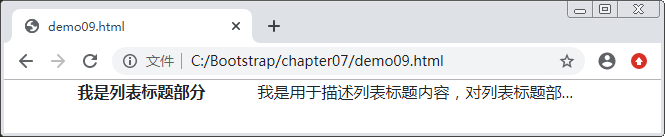 demo09.html
文件 C:/Bootstrap/chapter07/demo09.html
我是列表标题部分 我是用于描述列表标题内容，对列表标题部...